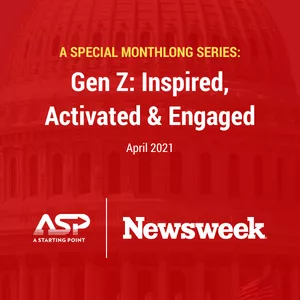 A SPECIAL MONTHLONG SERIES:
Gen Z: Inspired,
Activated & Engaged
April 2021
ASP
A STARTING POINT
Newsweek